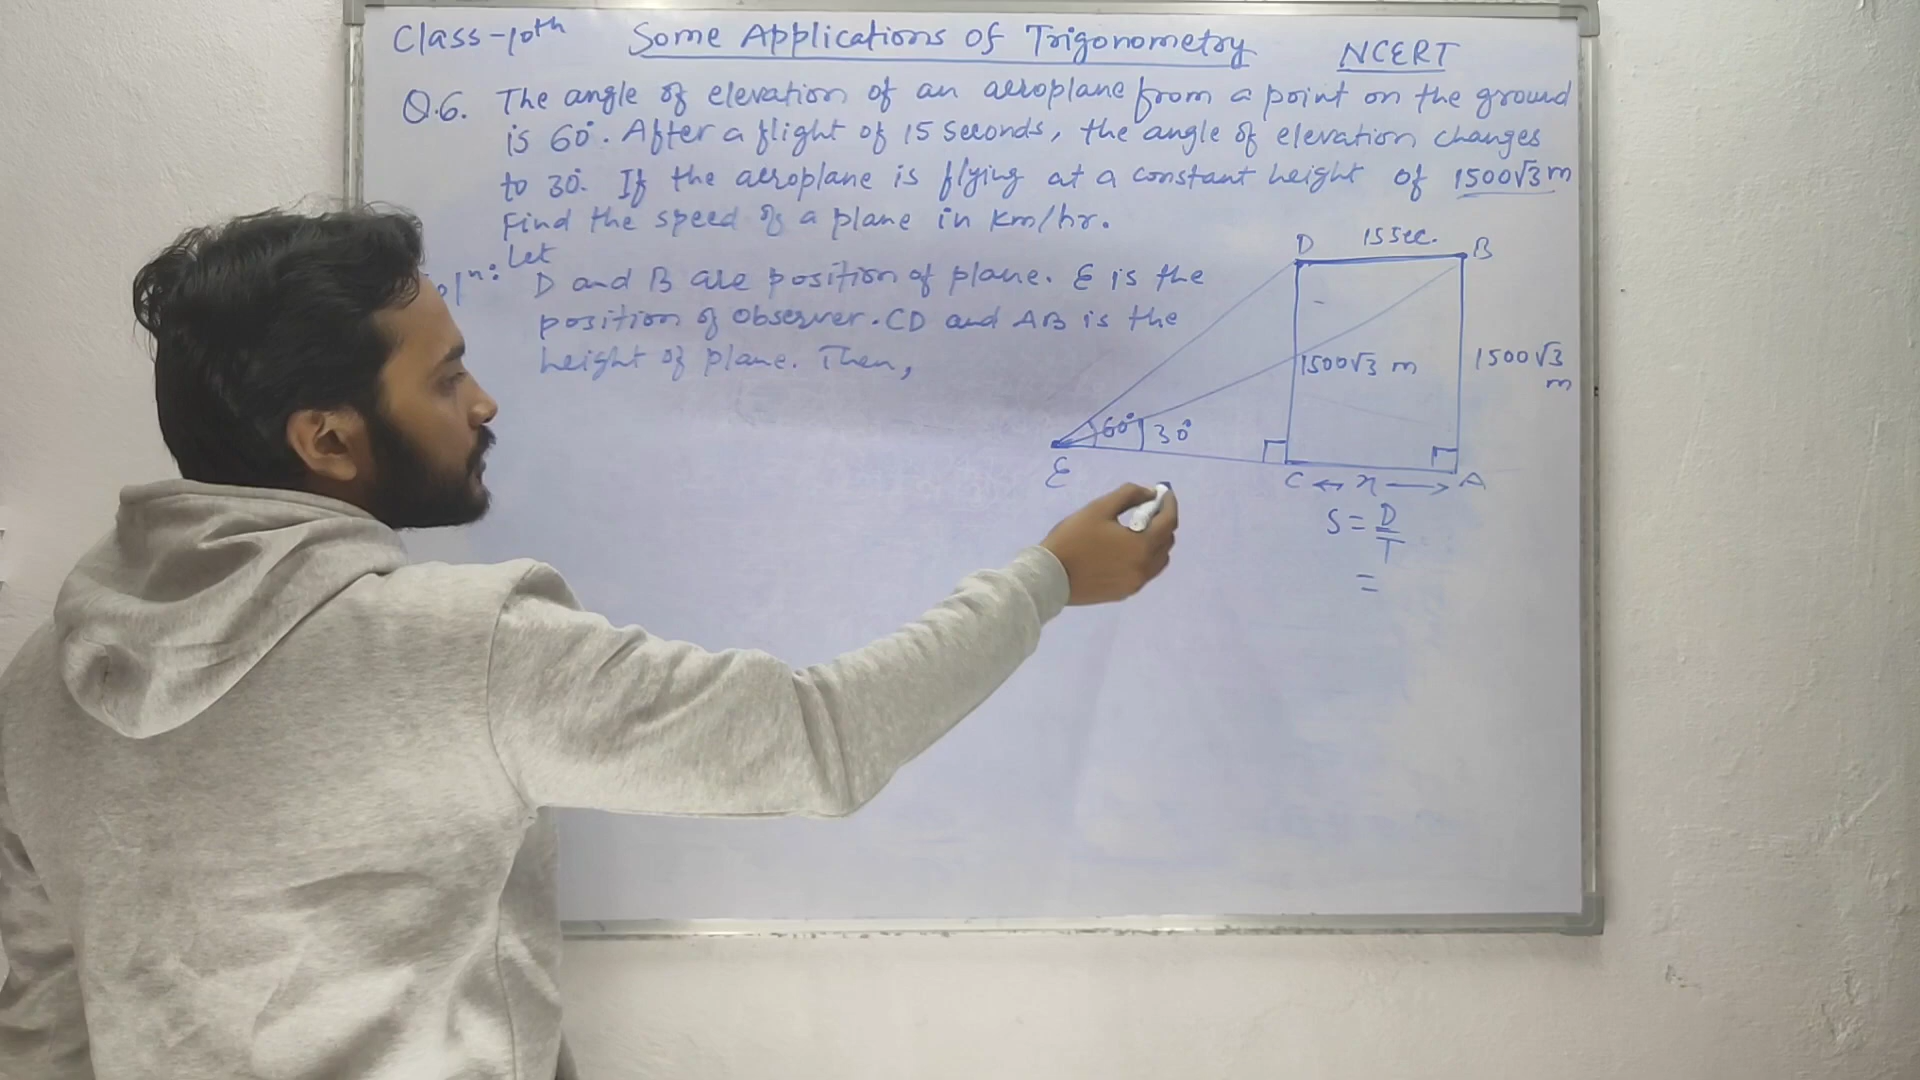 Class-10th Some Applications of Trigonometry NCERT
Q.6. The angle of elevation of an aeroplane from a point on the ground
is 60°. After a flight of 15 seconds, the angle of elevation changes
to 30°. If the aeroplane is flying at a constant height of 1500√3 m
Find the speed of a plane in km/hr.
Let
D and B are position of plane. E is the
position of observer. CD and AB is the
height of plane. Then,
D 15 sec. B
1500√3 m
1500√3
m
60° 30°
E
C ↔ x → A
S = D/T
=